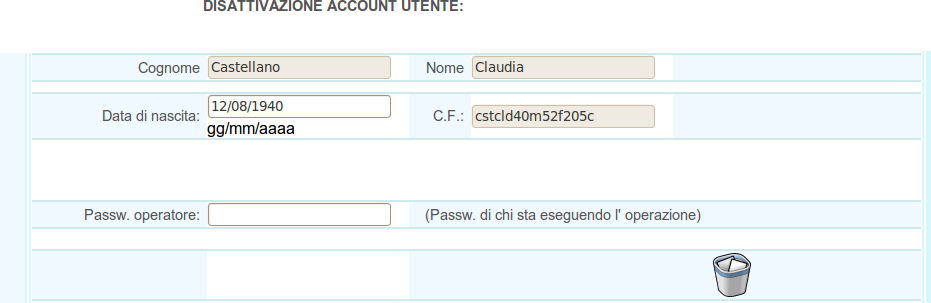 DISATTIVAZIONE ACCOUNT UTENTE:
Cognome Castellano Nome Claudia
Data di nascita: 12/08/1940 C.F.: cstcld40m52f205c
gg/mm/aaaa
Passw. operatore: (Passw. di chi sta eseguendo l' operazione)